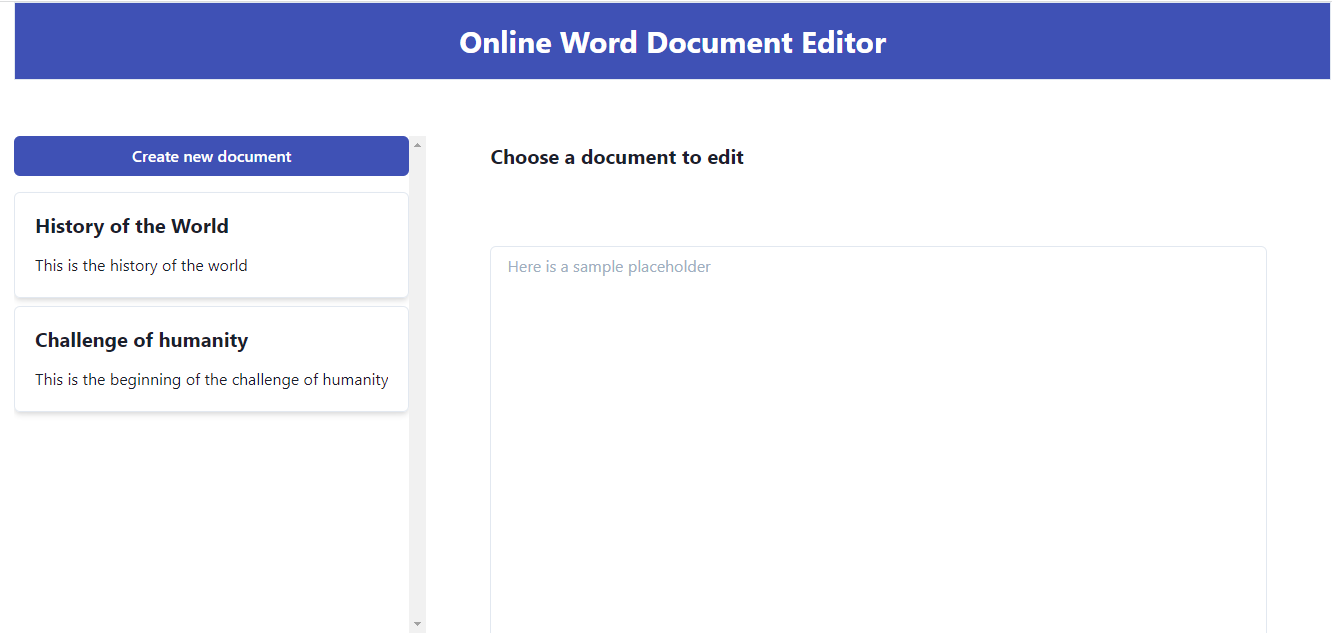 Online Word Document Editor
Create new document
History of the World
This is the history of the world
Challenge of humanity
This is the beginning of the challenge of humanity
Choose a document to edit
Here is a sample placeholder